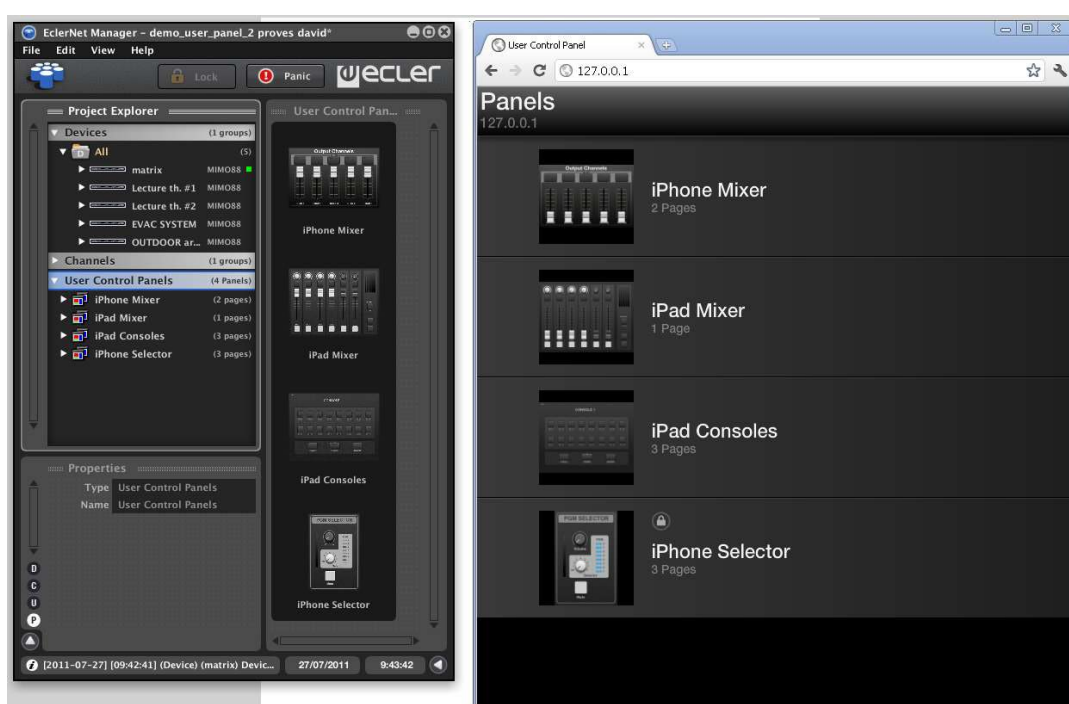 EclerNet Manager - demo_user_panel_2 proves david*
File Edit View Help
Lock
Panic
ecler
Project Explorer
Devices (1 groups)
All (5)
matrix MIMO88
Lecture th. #1 MIMO88
Lecture th. #2 MIMO88
EVAC SYSTEM MIMO88
OUTDOOR ar... MIMO88
Channels (1 groups)
User Control Panels (4 Panels)
iPhone Mixer (2 pages)
iPad Mixer (1 pages)
iPad Consoles (3 pages)
iPhone Selector (3 pages)
Properties
Type User Control Panels
Name User Control Panels
D
C
U
P
User Control Pan...
Output Channels
iPhone Mixer
iPad Mixer
iPad Consoles
iPhone Selector
[2011-07-27] [09:42:41] (Device) (matrix) Devic... 27/07/2011 9:43:42
User Control Panel
127.0.0.1
Panels
127.0.0.1
Output Channels
iPhone Mixer
2 Pages
iPad Mixer
1 Page
iPad Consoles
3 Pages
iPhone Selector
3 Pages